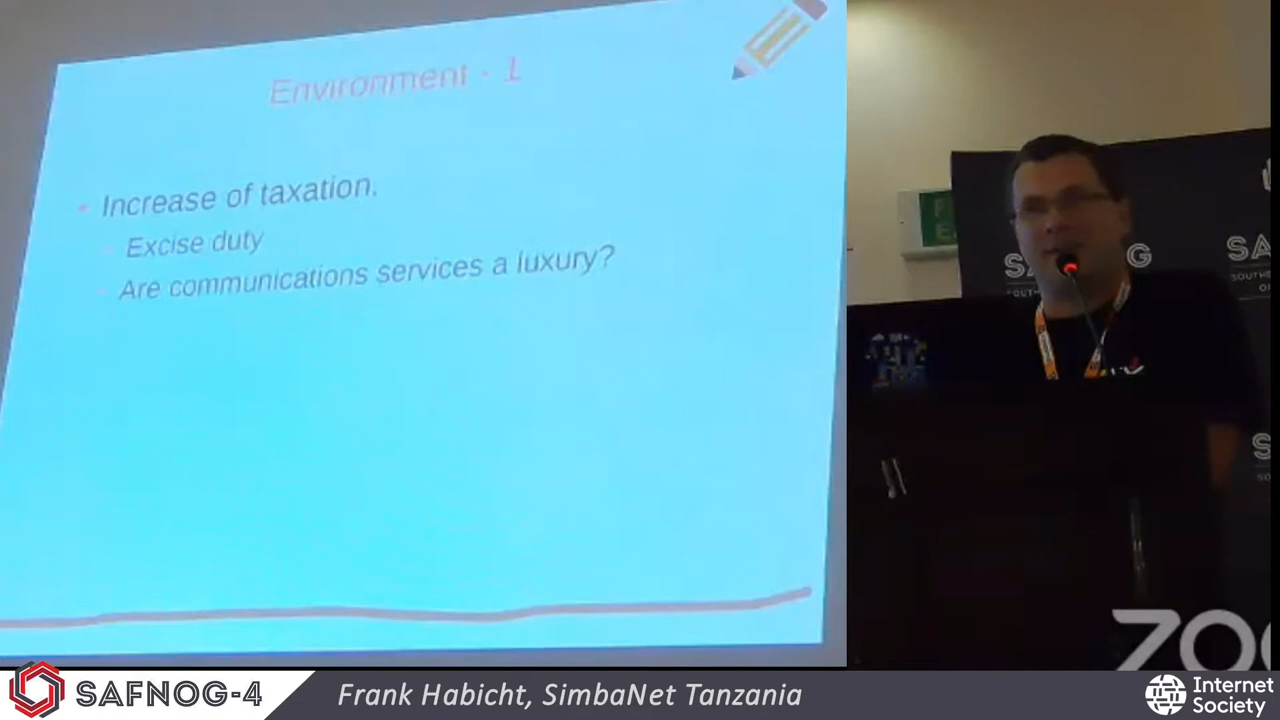 Environment - 1
Increase of taxation.
Excise duty
Are communications services a luxury?
SAFNOG-4
Frank Habicht, SimbaNet Tanzania
Internet
Society